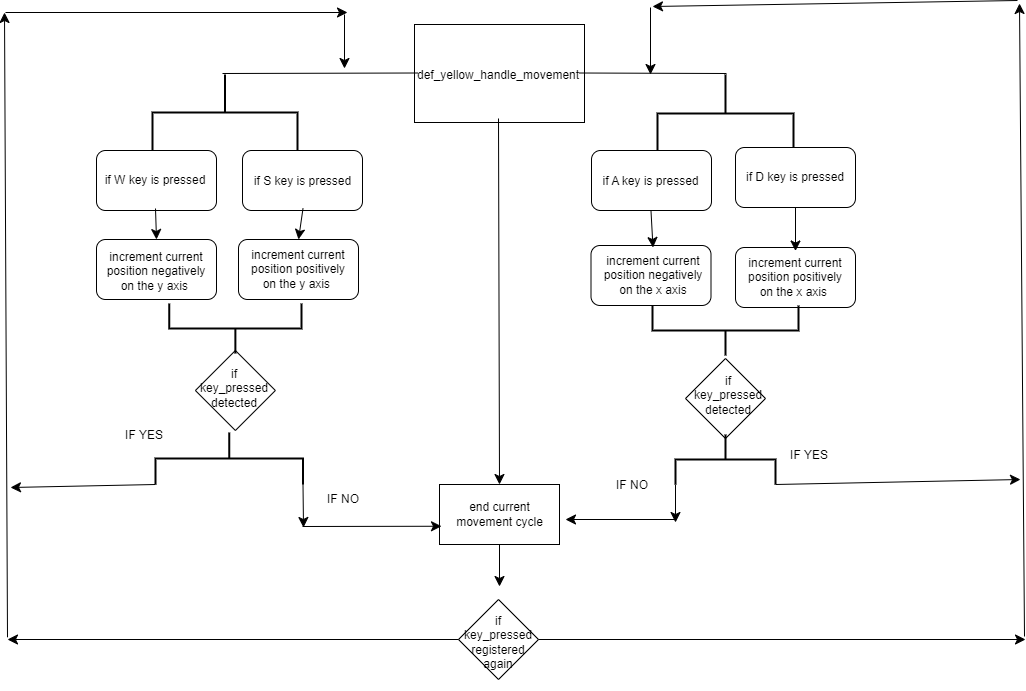 def_yellow_handle_movement
if W key is pressed
if S key is pressed
if A key is pressed
if D key is pressed
increment current
position negatively
on the y axis
increment current
position positively
on the y axis
increment current
position negatively
on the x axis
increment current
position positively
on the x axis
if
key_pressed
detected
if
key_pressed
detected
IF YES
IF NO
IF NO
IF YES
end current
movement cycle
if
key_pressed
registered
again